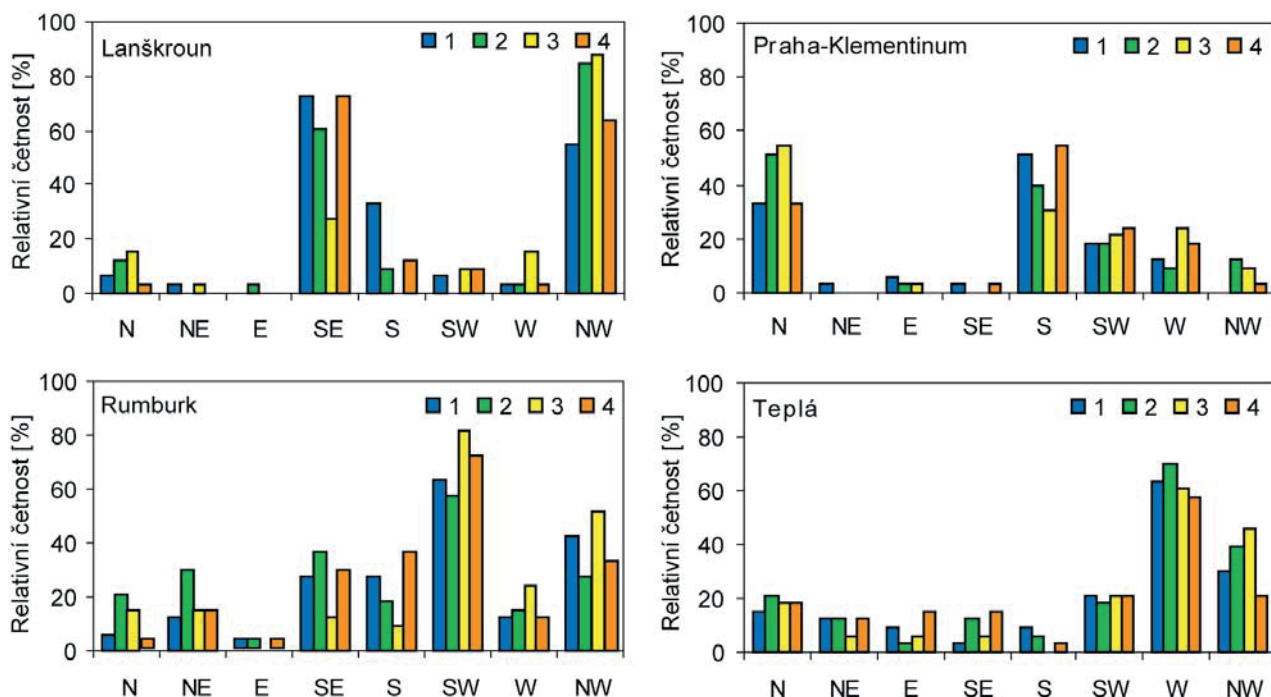 Lanškroun
1 2 3 4
Relativní četnost [%]
100
80
60
40
20
0
N NE E SE S SW W NW
Praha-Klementinum
1 2 3 4
Relativní četnost [%]
100
80
60
40
20
0
N NE E SE S SW W NW
Rumburk
1 2 3 4
Relativní četnost [%]
100
80
60
40
20
0
N NE E SE S SW W NW
Teplá
1 2 3 4
Relativní četnost [%]
100
80
60
40
20
0
N NE E SE S SW W NW